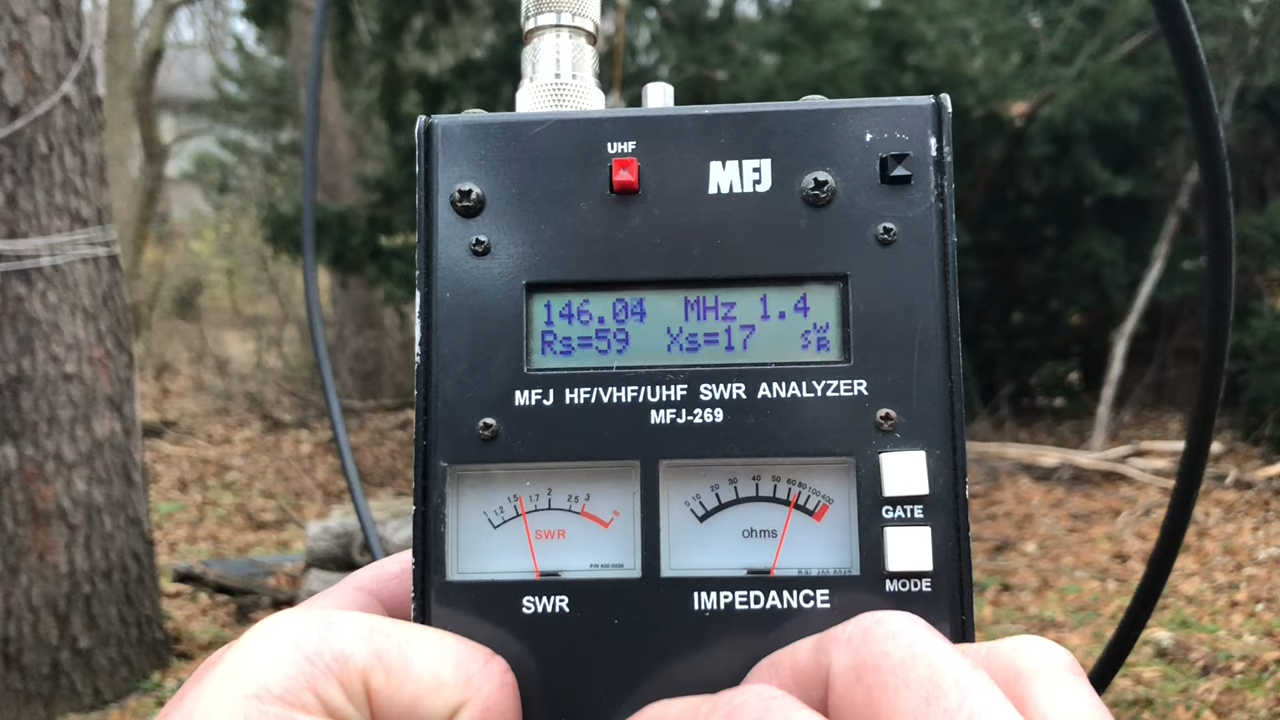 UHF
MFJ
146.04 MHz 1.4
Rs=59 Xs=17 SWR
MFJ HF/VHF/UHF SWR ANALYZER
MFJ-269
1 1.2 1.5 1.7 2 2.5 3
SWR
0 10 20 30 40 50 60 80 100 400
ohms
GATE
MODE
SWR
IMPEDANCE